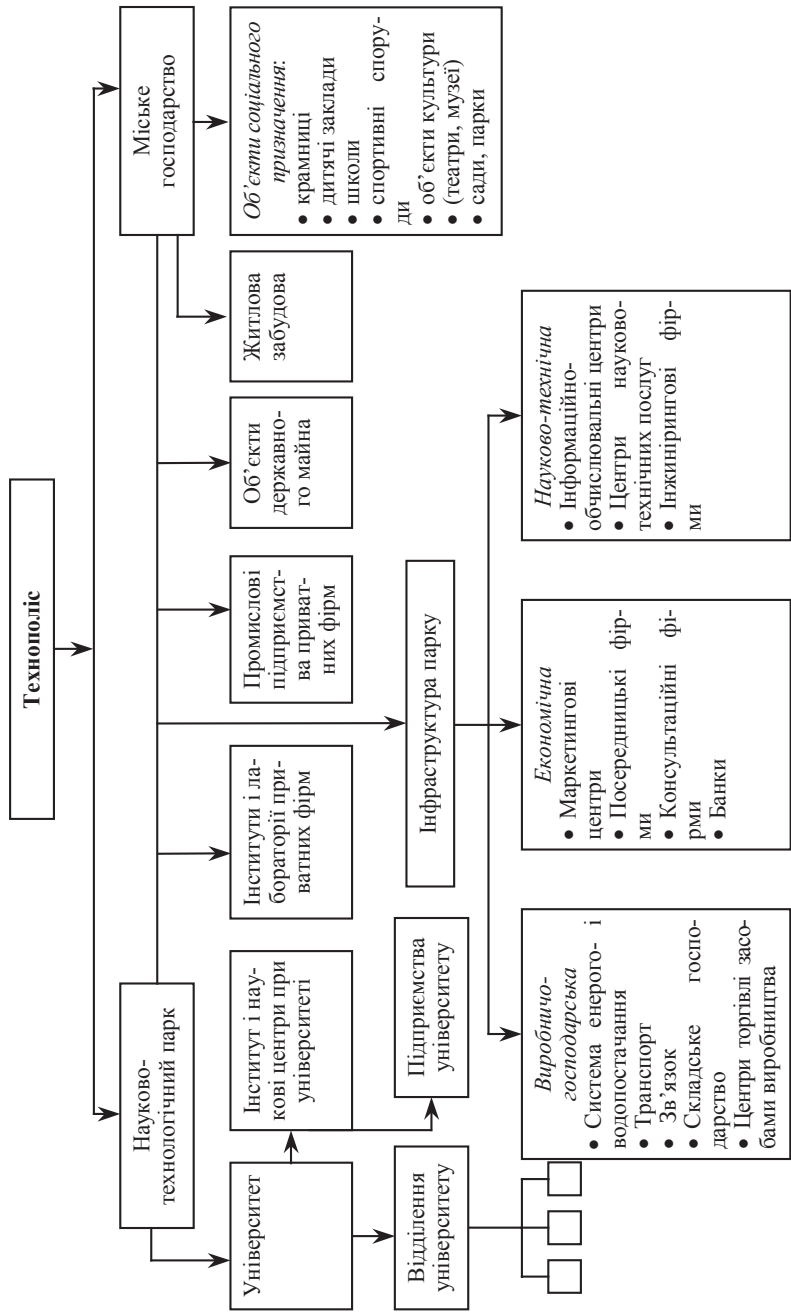 Технополіс
Науково-
технологічний парк
Міське
господарство
Університет
Інститут і нау-
кові центри при
університеті
Інститути і ла-
бораторії при-
ватних фірм
Промислові
підприємст-
ва приват-
них фірм
Об’єкти
державно-
го майна
Житлова
забудова
Об’єкти соціального
призначення:
• крамниці
• дитячі заклади
• школи
• спортивні спору-
ди
• об’єкти культури
• (театри, музеї)
• сади, парки
Відділення
університету
Підприємства
університету
Інфраструктура парку
Виробничо-
господарська
• Система енерого- і
водопостачання
• Транспорт
• Зв’язок
• Складське госпо-
дарство
• Центри торгівлі засо-
бами виробництва
Економічна
• Маркетингові
центри
• Посередницькі фір-
ми
• Консультаційні фі-
рми
• Банки
Науково-технічна
• Інформаційно-
обчислювальні центри
• Центри науково-
технічних послуг
• Інжинірингові фір-
ми